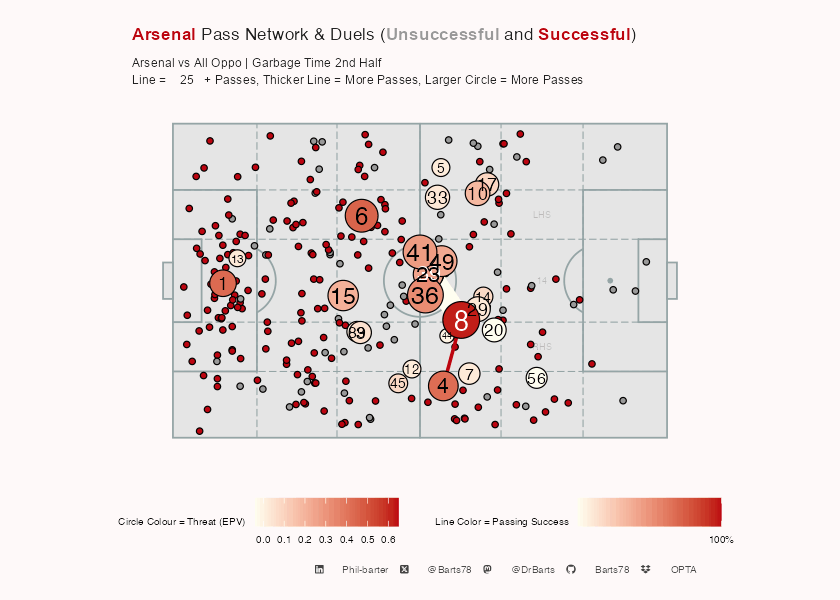 Arsenal Pass Network & Duels (Unsuccessful and Successful)
Arsenal vs All Oppo | Garbage Time 2nd Half
Line = 25 + Passes, Thicker Line = More Passes, Larger Circle = More Passes
5
17
10
33
6
LHS
41
49
13
23
1
14
15
36
14
29
8
20
89
44
RHS
12
7
56
45
4
Circle Colour = Threat (EPV)
0.0 0.1 0.2 0.3 0.4 0.5 0.6
Line Color = Passing Success
100%
Phil-barter @Barts78 @DrBarts Barts78 OPTA